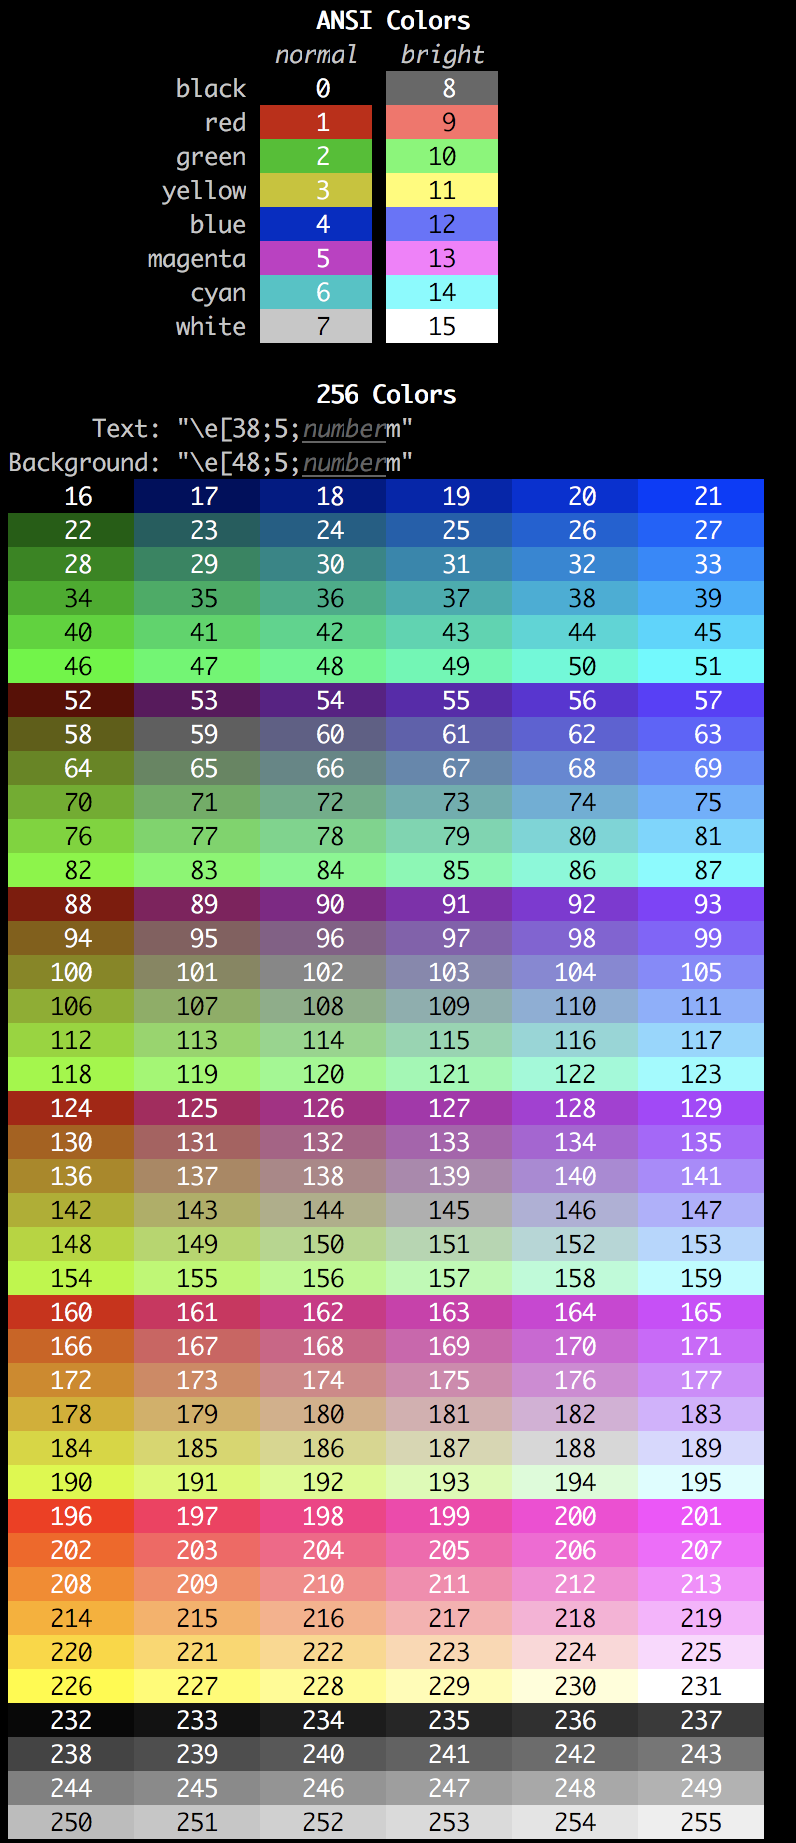 ANSI Colors
normal bright
black 0 8
red 1 9
green 2 10
yellow 3 11
blue 4 12
magenta 5 13
cyan 6 14
white 7 15
256 Colors
Text: "\e[38;5;numberm"
Background: "\e[48;5;numberm"
16 17 18 19 20 21
22 23 24 25 26 27
28 29 30 31 32 33
34 35 36 37 38 39
40 41 42 43 44 45
46 47 48 49 50 51
52 53 54 55 56 57
58 59 60 61 62 63
64 65 66 67 68 69
70 71 72 73 74 75
76 77 78 79 80 81
82 83 84 85 86 87
88 89 90 91 92 93
94 95 96 97 98 99
100 101 102 103 104 105
106 107 108 109 110 111
112 113 114 115 116 117
118 119 120 121 122 123
124 125 126 127 128 129
130 131 132 133 134 135
136 137 138 139 140 141
142 143 144 145 146 147
148 149 150 151 152 153
154 155 156 157 158 159
160 161 162 163 164 165
166 167 168 169 170 171
172 173 174 175 176 177
178 179 180 181 182 183
184 185 186 187 188 189
190 191 192 193 194 195
196 197 198 199 200 201
202 203 204 205 206 207
208 209 210 211 212 213
214 215 216 217 218 219
220 221 222 223 224 225
226 227 228 229 230 231
232 233 234 235 236 237
238 239 240 241 242 243
244 245 246 247 248 249
250 251 252 253 254 255